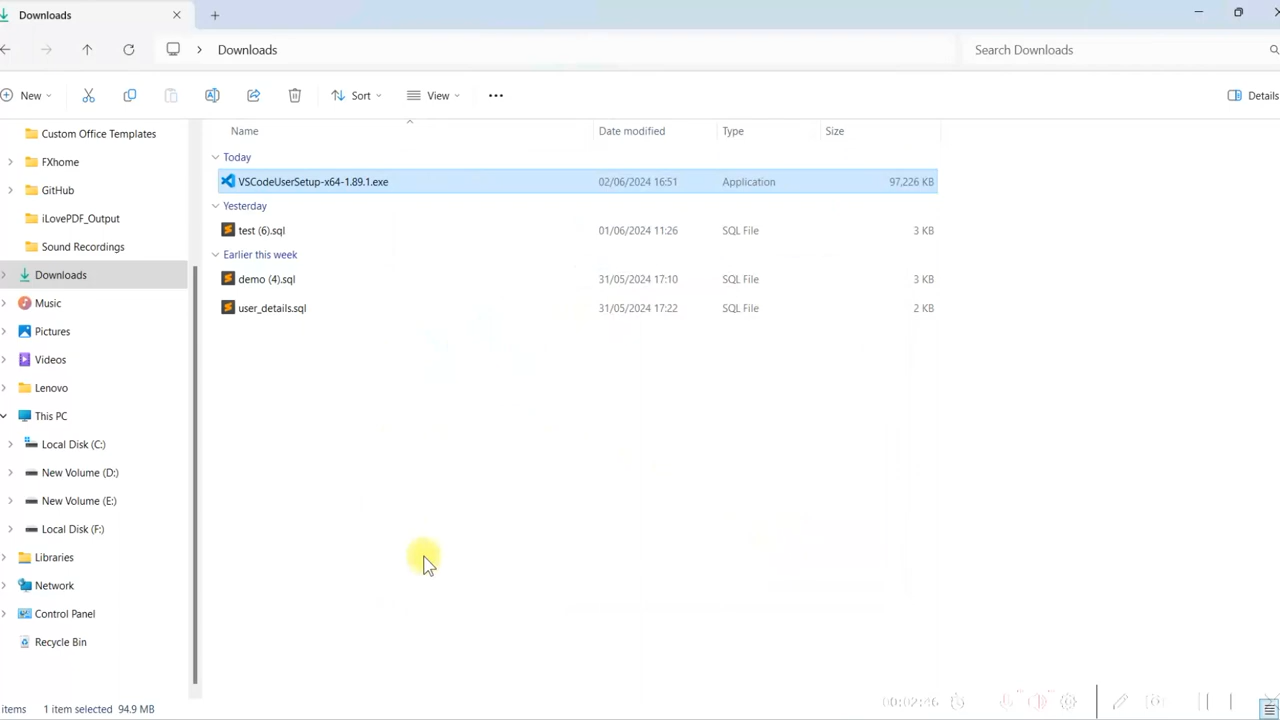 Downloads
Downloads
Search Downloads
New
Sort
View
Details
Name Date modified Type Size
Custom Office Templates
FXhome
GitHub
iLovePDF_Output
Sound Recordings
Downloads
Music
Pictures
Videos
Lenovo
This PC
Local Disk (C:)
New Volume (D:)
New Volume (E:)
Local Disk (F:)
Libraries
Network
Control Panel
Recycle Bin
Today
VSCodeUserSetup-x64-1.89.1.exe 02/06/2024 16:51 Application 97,226 KB
Yesterday
test (6).sql 01/06/2024 11:26 SQL File 3 KB
Earlier this week
demo (4).sql 31/05/2024 17:10 SQL File 3 KB
user_details.sql 31/05/2024 17:22 SQL File 2 KB
items 1 item selected 94.9 MB
00:02:46